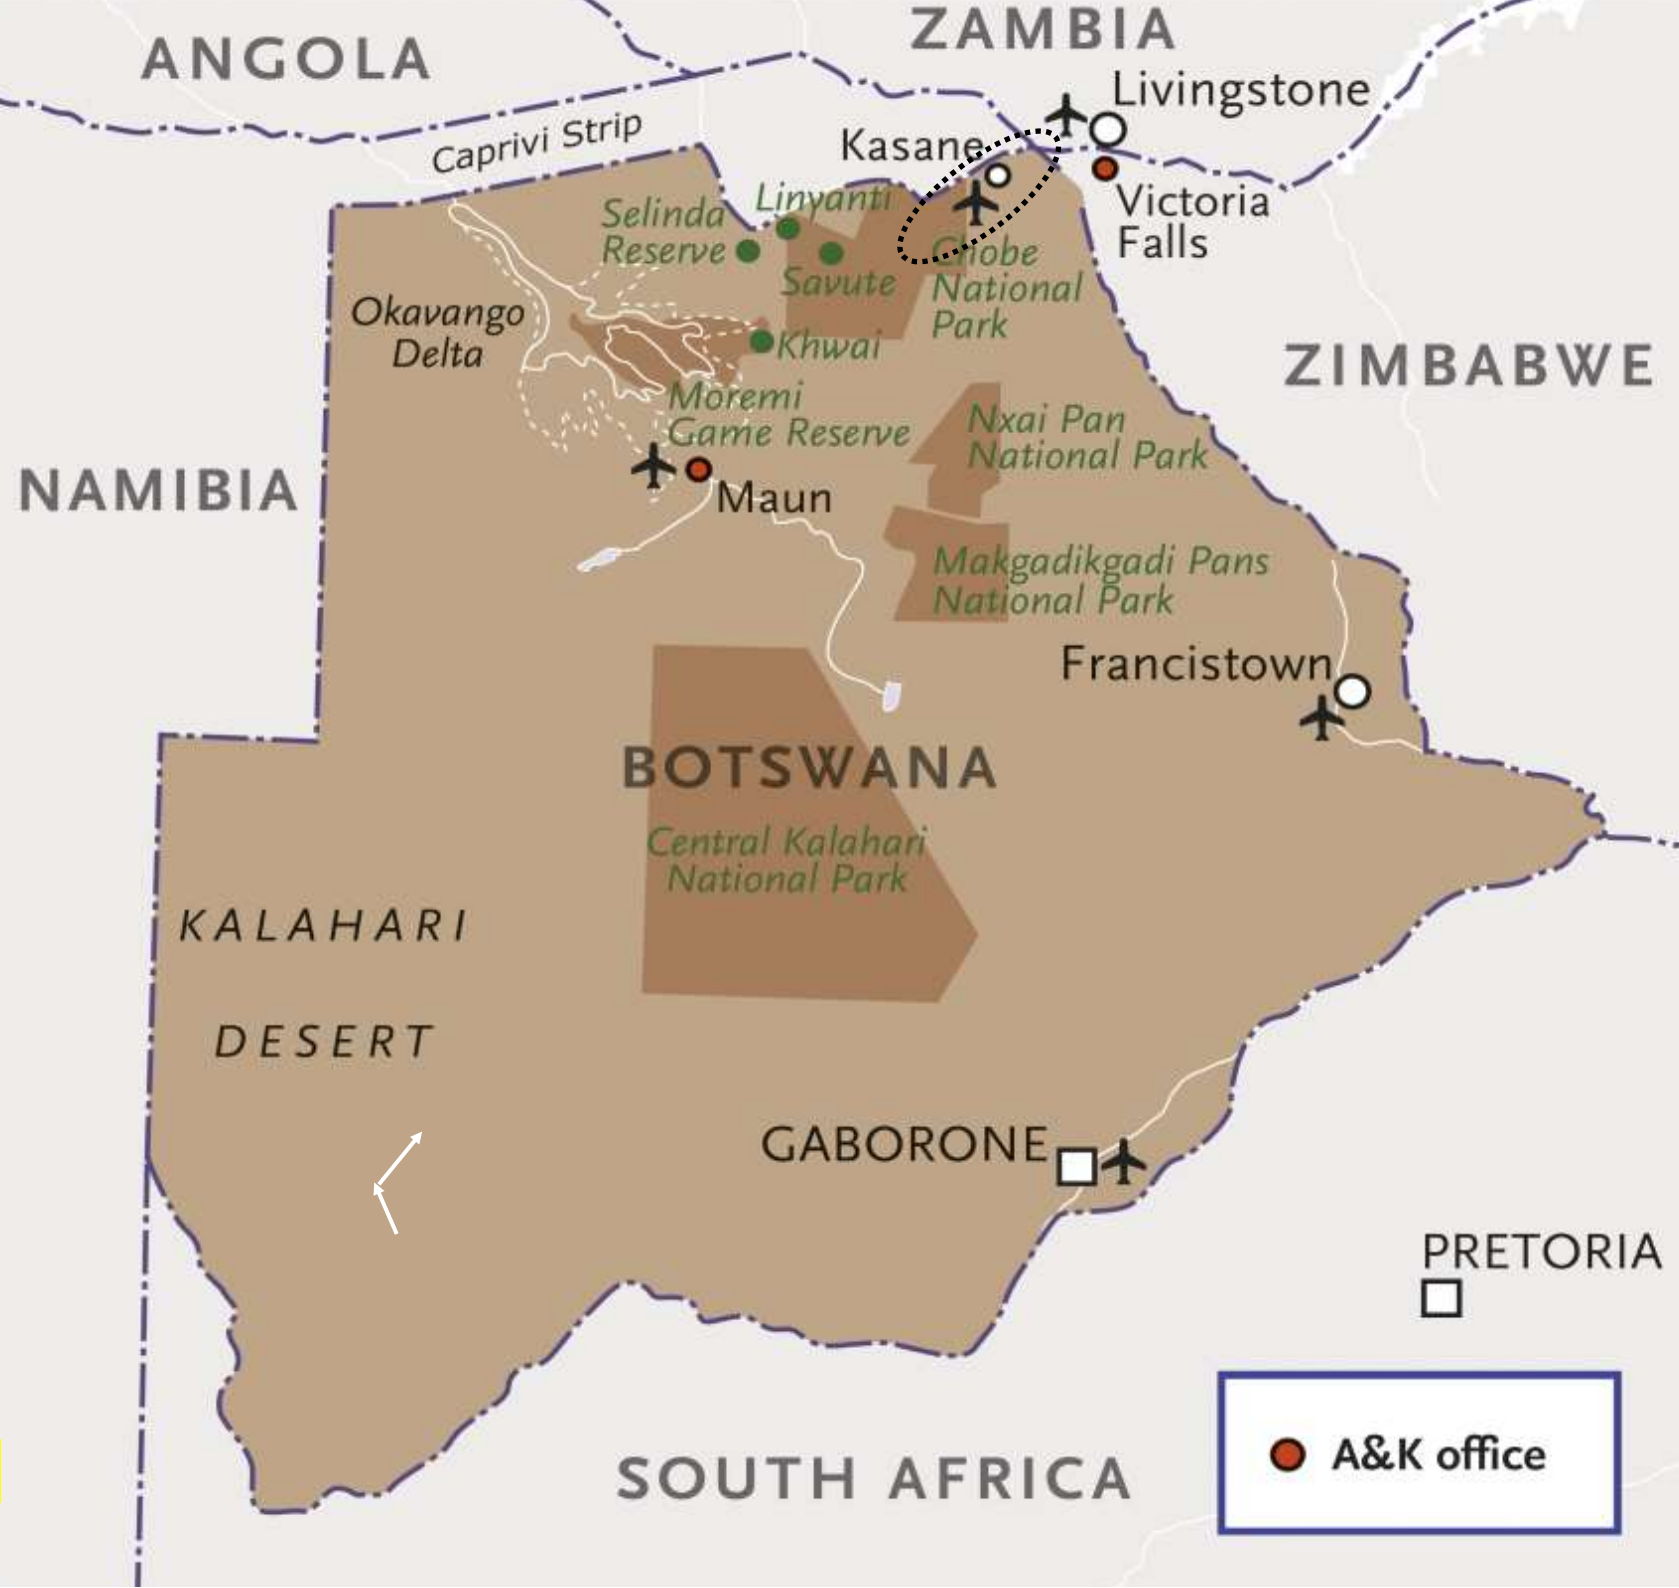 ZAMBIA
ANGOLA
Livingstone
Caprivi Strip
Kasane
Linyanti
Selinda
Reserve
Victoria
Falls
Chobe
National
Park
Savute
Okavango
Delta
Khwai
ZIMBABWE
Moremi
Game Reserve
Nxai Pan
National Park
NAMIBIA
Maun
Makgadikgadi Pans
National Park
Francistown
BOTSWANA
Central Kalahari
National Park
KALAHARI
DESERT
GABORONE
PRETORIA
SOUTH AFRICA
A&K office